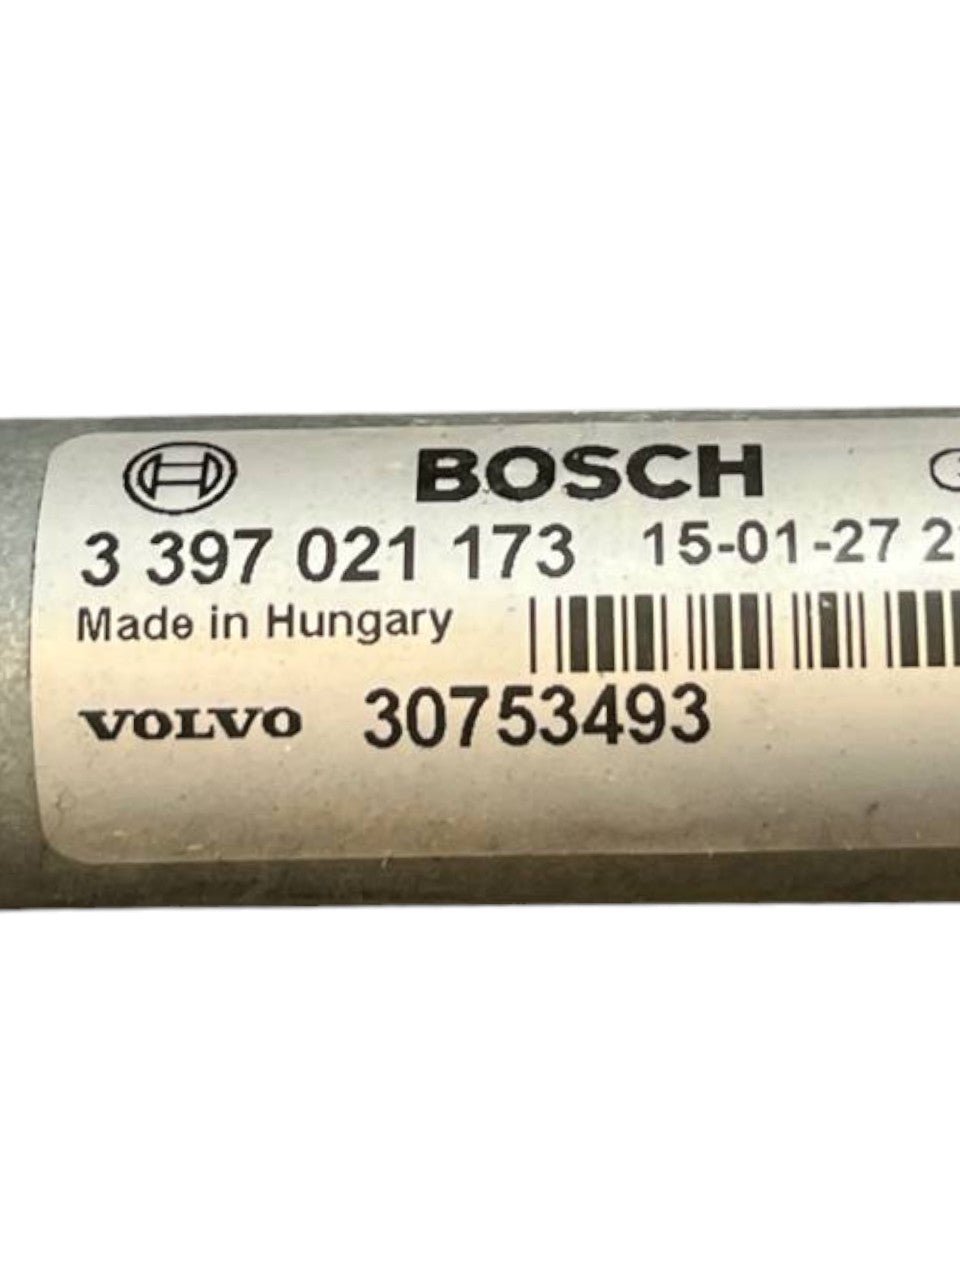 BOSCH
3 397 021 173 15-01-27
Made in Hungary
VOLVO 30753493